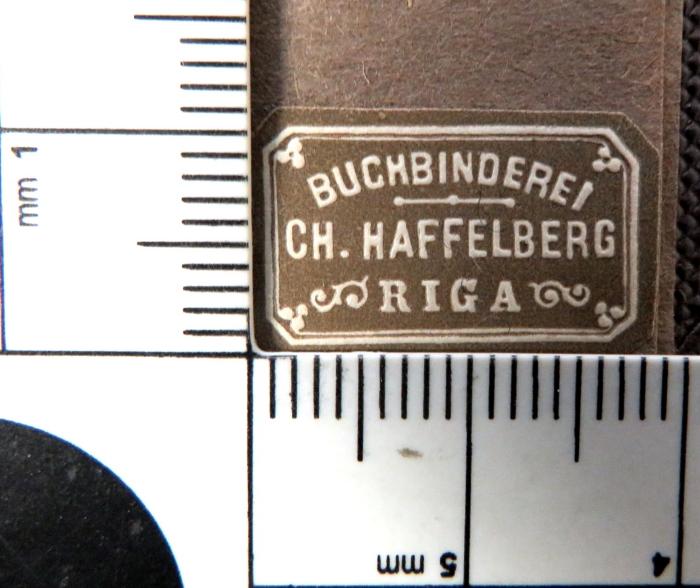 BUCHBINDEREI
CH. HAFFELBERG
RIGA
mm 1
5 mm
4